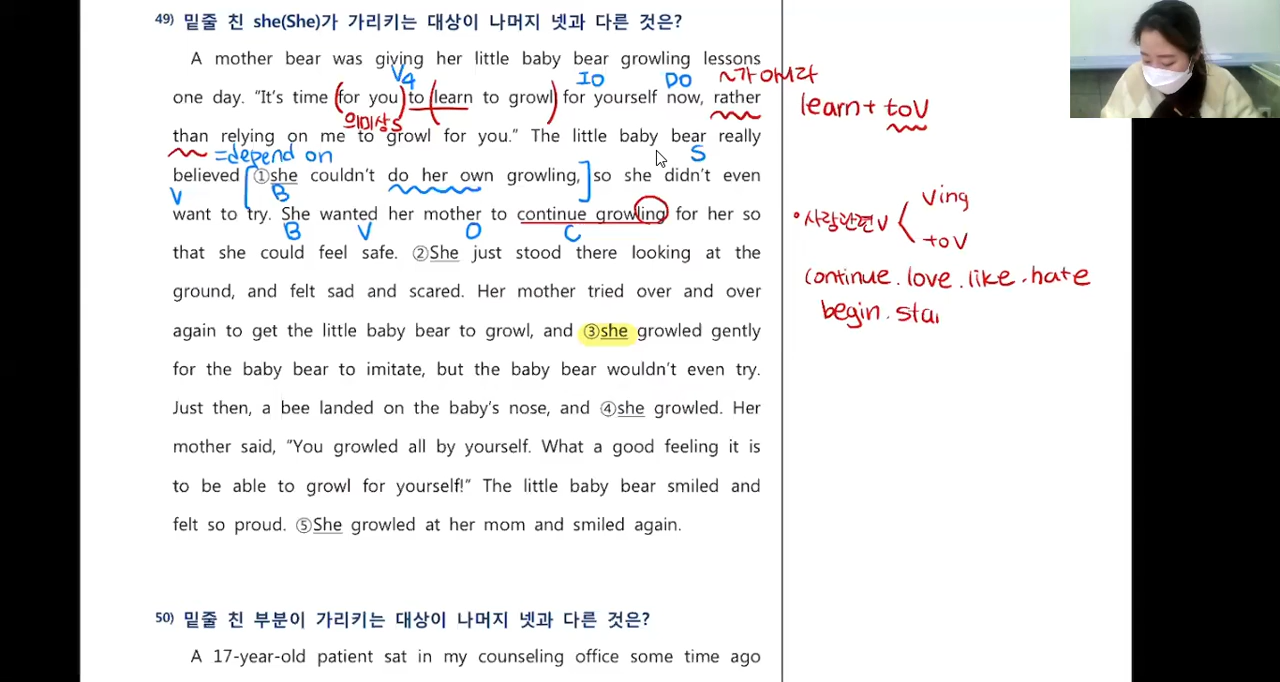 49) 밑줄 친 she(She)가 가리키는 대상이 나머지 넷과 다른 것은?
A mother bear was giving her little baby bear growling lessons
V4 IO DO ~가 아니라
one day. "It's time for you to learn to growl for yourself now, rather
learn + to V
의미상 S
than relying on me to growl for you." The little baby bear really
= depend on S
believed ①she couldn't do her own growling, so she didn't even
V B
want to try. She wanted her mother to continue growling for her so
B V O C
Ving
to V
continue . love . like . hate
begin . star
that she could feel safe. ②She just stood there looking at the
ground, and felt sad and scared. Her mother tried over and over
again to get the little baby bear to growl, and ③she growled gently
for the baby bear to imitate, but the baby bear wouldn't even try.
Just then, a bee landed on the baby's nose, and ④she growled. Her
mother said, "You growled all by yourself. What a good feeling it is
to be able to growl for yourself!" The little baby bear smiled and
felt so proud. ⑤She growled at her mom and smiled again.
50) 밑줄 친 부분이 가리키는 대상이 나머지 넷과 다른 것은?
A 17-year-old patient sat in my counseling office some time ago